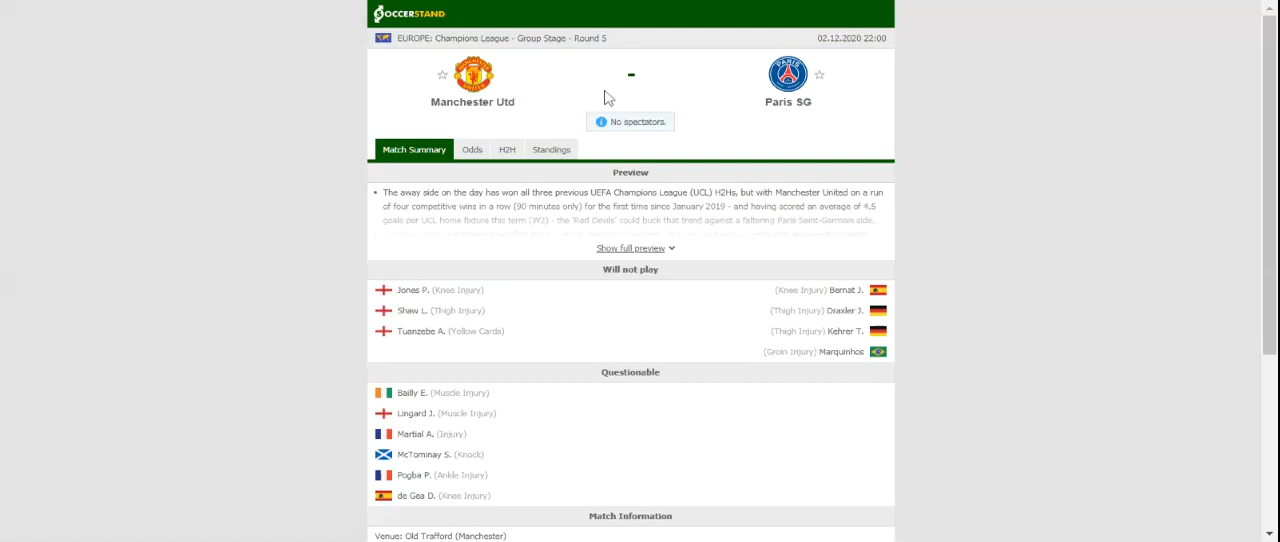 SOCCERSTAND
EUROPE: Champions League - Group Stage - Round 5 02.12.2020 22:00
-
Manchester Utd Paris SG
No spectators.
Match Summary Odds H2H Standings
Preview
The away side on the day has won all three previous UEFA Champions League (UCL) H2Hs, but with Manchester United on a run
of four competitive wins in a row (90 minutes only) for the first time since January 2019 - and having scored an average of 4.5
goals per UCL home fixture this term (W2) - the 'Red Devils' could buck that trend against a faltering Paris Saint-Germain side.
Show full preview
Will not play
Jones P. (Knee Injury) (Knee Injury) Bernat J.
Shaw L. (Thigh Injury) (Thigh Injury) Draxler J.
Tuanzebe A. (Yellow Cards) (Thigh Injury) Kehrer T.
(Groin Injury) Marquinhos
Questionable
Bailly E. (Muscle Injury)
Lingard J. (Muscle Injury)
Martial A. (Injury)
McTominay S. (Knock)
Pogba P. (Ankle Injury)
de Gea D. (Knee Injury)
Match Information
Venue: Old Trafford (Manchester)